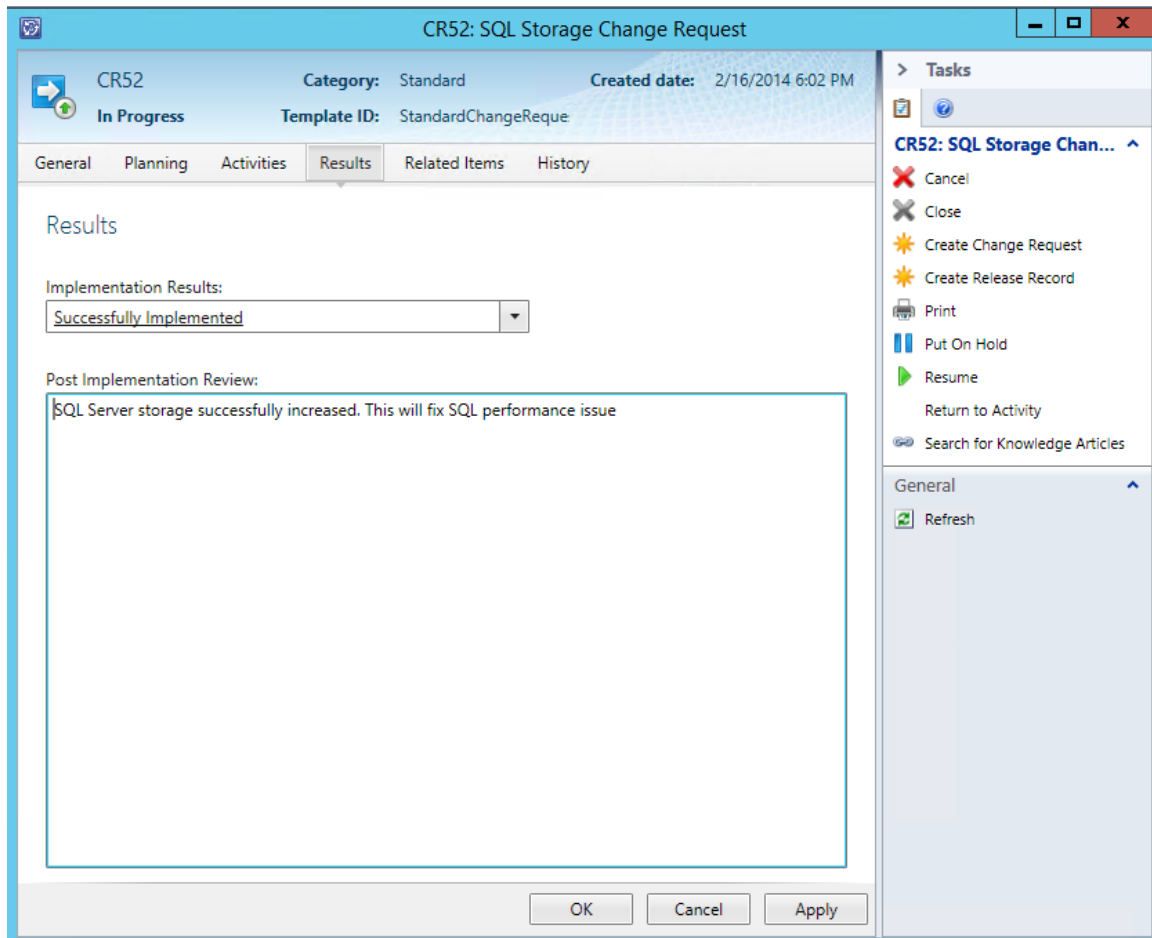 CR52: SQL Storage Change Request
CR52 Category: Standard Created date: 2/16/2014 6:02 PM
In Progress Template ID: StandardChangeReque
General Planning Activities Results Related Items History
Results
Implementation Results:
Successfully Implemented
Post Implementation Review:
SQL Server storage successfully increased. This will fix SQL performance issue
OK Cancel Apply
> Tasks
CR52: SQL Storage Chan...
Cancel
Close
Create Change Request
Create Release Record
Print
Put On Hold
Resume
Return to Activity
Search for Knowledge Articles
General
Refresh